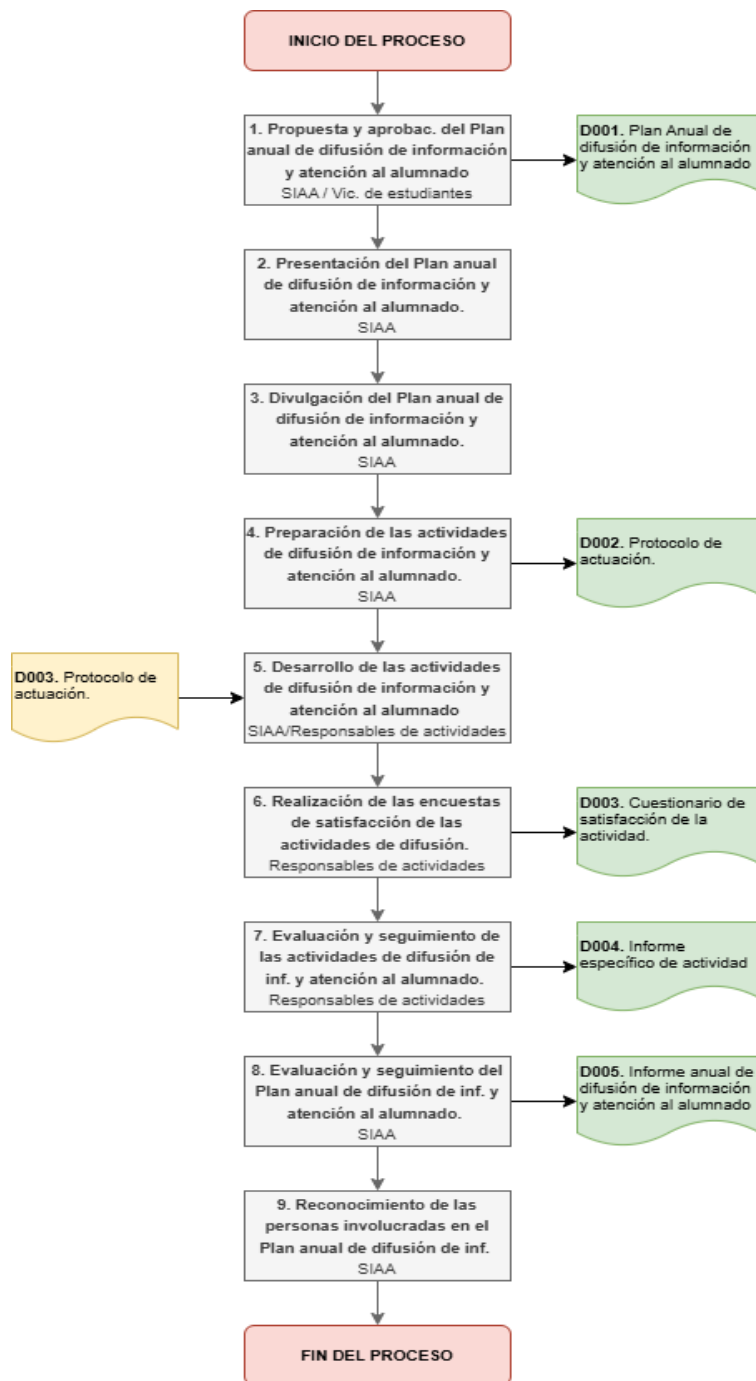 INICIO DEL PROCESO
1. Propuesta y aprobac. del Plan
anual de difusión de información
y atención al alumnado
SIAA / Vic. de estudiantes
D001. Plan Anual de
difusión de información
y atención al alumnado
2. Presentación del Plan anual
de difusión de información y
atención al alumnado.
SIAA
3. Divulgación del Plan anual de
difusión de información y
atención al alumnado.
SIAA
4. Preparación de las actividades
de difusión de información y
atención al alumnado.
SIAA
D002. Protocolo de
actuación.
D003. Protocolo de
actuación.
5. Desarrollo de las actividades
de difusión de información y
atención al alumnado
SIAA/Responsables de actividades
6. Realización de las encuestas
de satisfacción de las
actividades de difusión.
Responsables de actividades
D003. Cuestionario de
satisfacción de la
actividad.
7. Evaluación y seguimiento de
las actividades de difusión de
inf. y atención al alumnado.
Responsables de actividades
D004. Informe
específico de actividad
8. Evaluación y seguimiento del
Plan anual de difusión de inf. y
atención al alumnado.
SIAA
D005. Informe anual de
difusión de información
y atención al alumnado
9. Reconocimiento de las
personas involucradas en el
Plan anual de difusión de inf.
SIAA
FIN DEL PROCESO